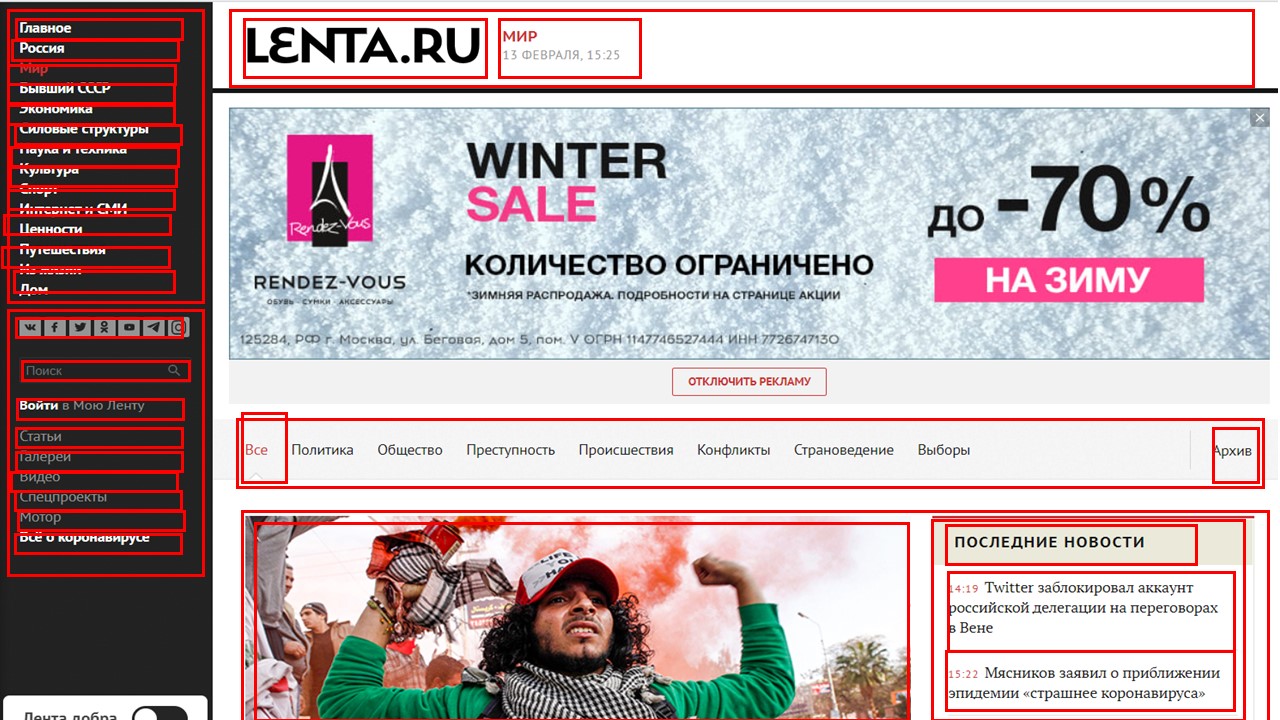 Главное
Россия
Мир
Бывший СССР
Экономика
Силовые структуры
Наука и техника
Культура
Спорт
Интернет и СМИ
Ценности
Путешествия
Из жизни
Дом
Поиск
Войти в Мою Ленту
Статьи
Галереи
Видео
Спецпроекты
Мотор
Всё о коронавирусе
Лента добра
LENTA.RU
МИР
13 ФЕВРАЛЯ, 15:25
Rendez-Vous
RENDEZ-VOUS
ОБУВЬ · СУМКИ · АКСЕССУАРЫ
WINTER
SALE
КОЛИЧЕСТВО ОГРАНИЧЕНО
*ЗИМНЯЯ РАСПРОДАЖА. ПОДРОБНОСТИ НА СТРАНИЦЕ АКЦИИ
ДО -70%
НА ЗИМУ
125284, РФ г. Москва, ул. Беговая, дом 5, пом. V ОГРН 1147746527444 ИНН 7726747130
ОТКЛЮЧИТЬ РЕКЛАМУ
Все Политика Общество Преступность Происшествия Конфликты Страноведение Выборы Архив
LIFE
YOU
ПОСЛЕДНИЕ НОВОСТИ
14:19 Twitter заблокировал аккаунт
российской делегации на переговорах
в Вене
15:22 Мясников заявил о приближении
эпидемии «страшнее коронавируса»